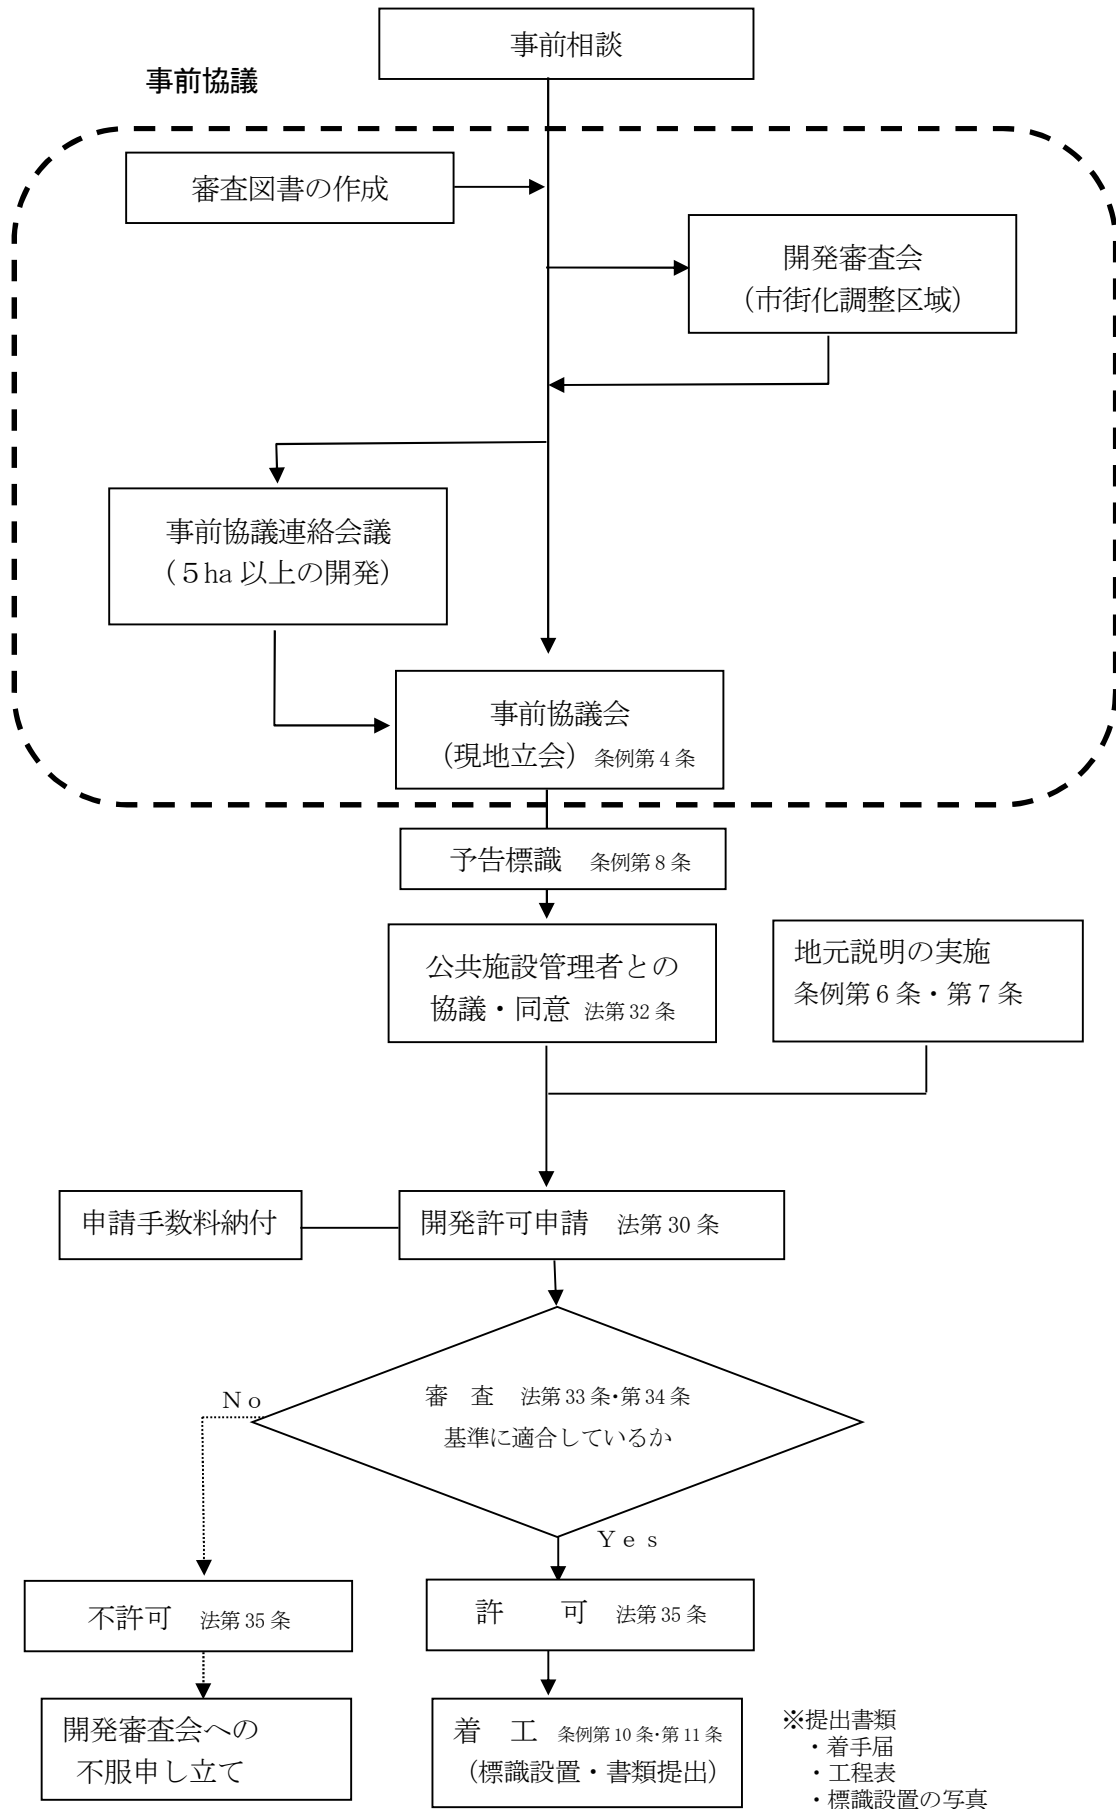 事前相談
事前協議
審査図書の作成
開発審査会
（市街化調整区域）
事前協議連絡会議
（５ha 以上の開発）
事前協議会
（現地立会） 条例第４条
予告標識　条例第８条
公共施設管理者との
協議・同意 法第 32 条
地元説明の実施
条例第６条・第７条
申請手数料納付
開発許可申請　法第 30 条
審　査　法第 33 条・第 34 条
基準に適合しているか
Ｎｏ
Ｙｅｓ
不許可　法第 35 条
許　　可　法第 35 条
開発審査会への
不服申し立て
着　工　条例第 10 条・第 11 条
（標識設置・書類提出）
※提出書類
・着手届
・工程表
・標識設置の写真